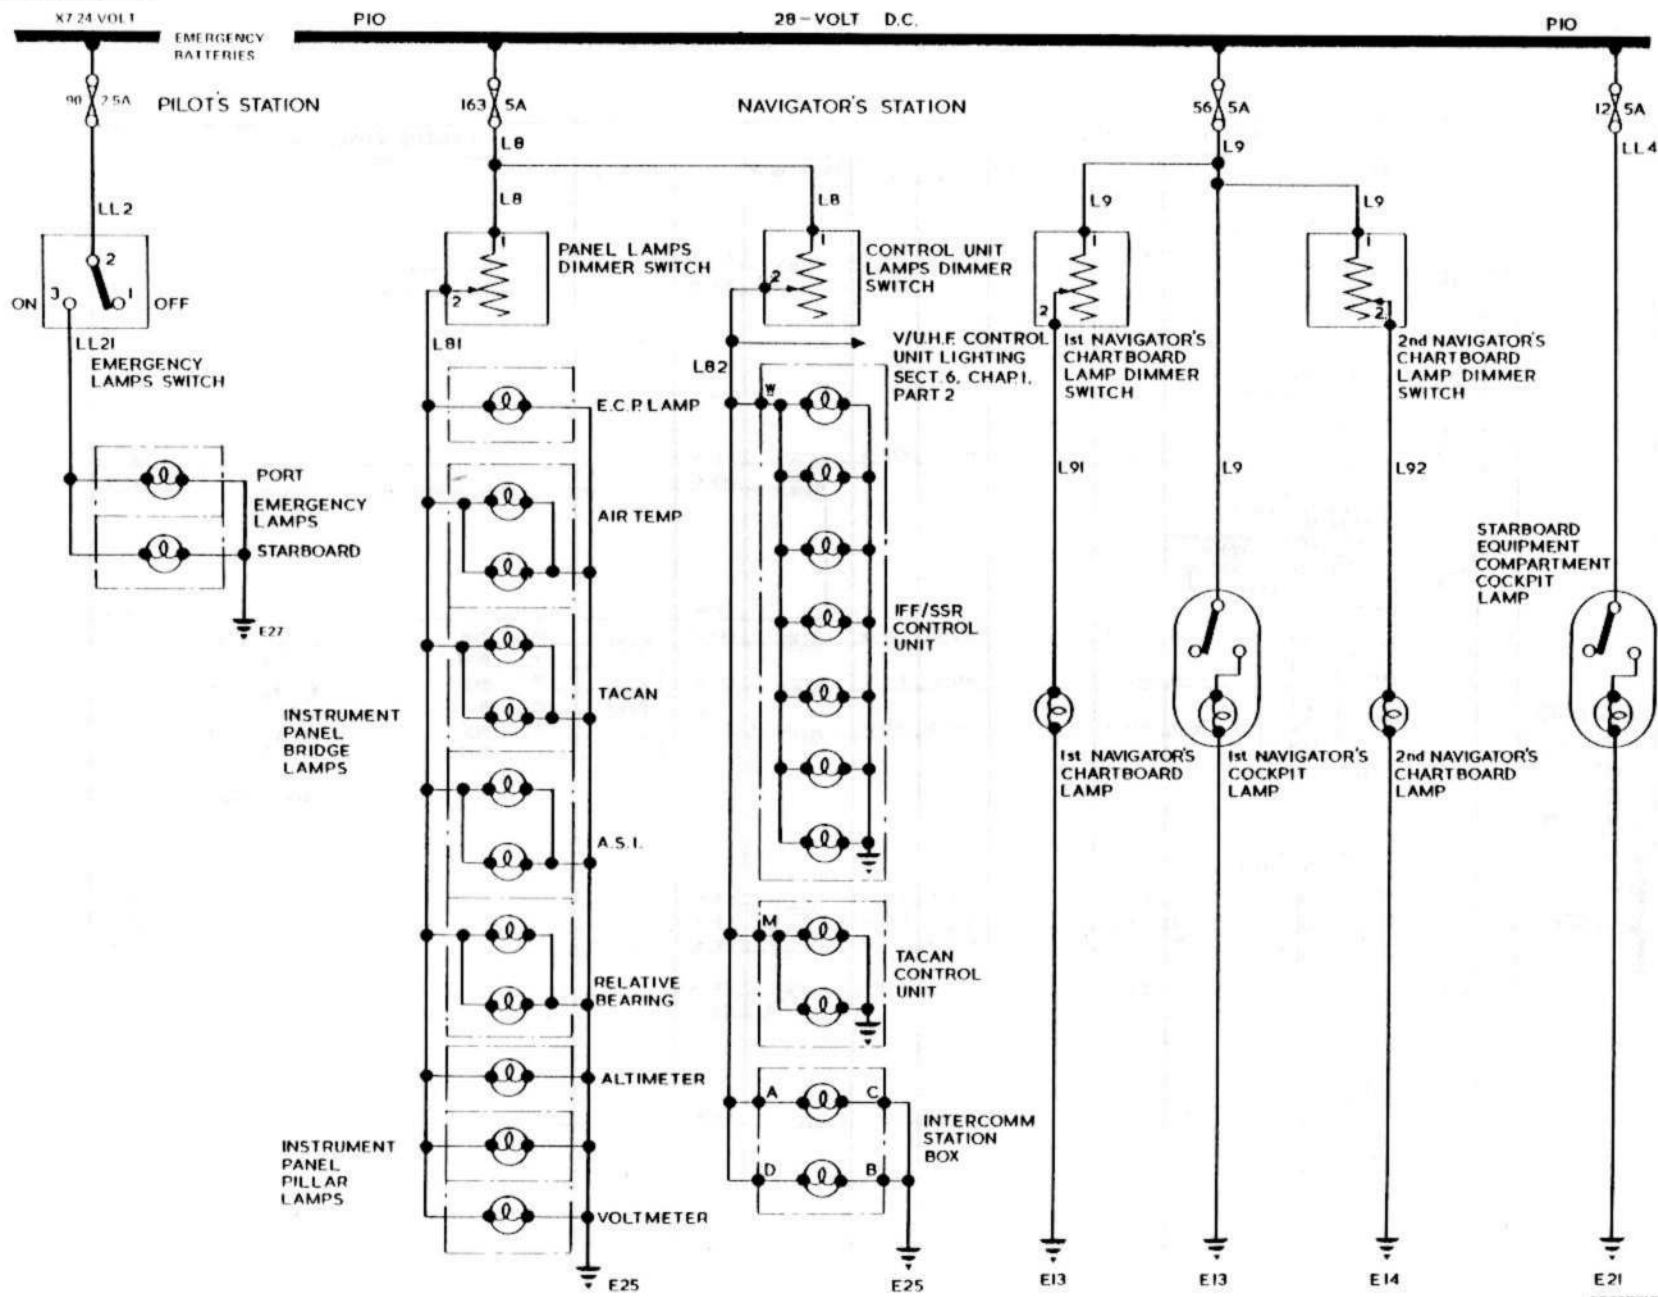 X7 24 VOLT
P10
28-VOLT D.C.
P10
EMERGENCY
BATTERIES
90
2·5A
PILOT'S STATION
163
5A
NAVIGATOR'S STATION
56
5A
12
5A
L8
L9
LL4
LL2
L8
L8
L9
L9
2
ON
3
1
OFF
1
2
PANEL LAMPS
DIMMER SWITCH
1
2
CONTROL UNIT
LAMPS DIMMER
SWITCH
1
2
1
2
LL21
EMERGENCY
LAMPS SWITCH
L81
L82
V/U.H.F. CONTROL
UNIT LIGHTING
SECT. 6, CHAP.1,
PART 2
1st NAVIGATOR'S
CHARTBOARD
LAMP DIMMER
SWITCH
2nd NAVIGATOR'S
CHARTBOARD
LAMP DIMMER
SWITCH
E.C.P. LAMP
W
PORT
EMERGENCY
LAMPS
STARBOARD
E27
AIR TEMP
L91
L9
L92
STARBOARD
EQUIPMENT
COMPARTMENT
COCKPIT
LAMP
IFF/SSR
CONTROL
UNIT
INSTRUMENT
PANEL
BRIDGE
LAMPS
TACAN
1st NAVIGATOR'S
CHARTBOARD
LAMP
1st NAVIGATOR'S
COCKPIT
LAMP
2nd NAVIGATOR'S
CHARTBOARD
LAMP
A.S.I.
M
TACAN
CONTROL
UNIT
RELATIVE
BEARING
ALTIMETER
A
C
D
B
INTERCOMM
STATION
BOX
INSTRUMENT
PANEL
PILLAR
LAMPS
VOLTMETER
E25
E25
E13
E13
E14
E21